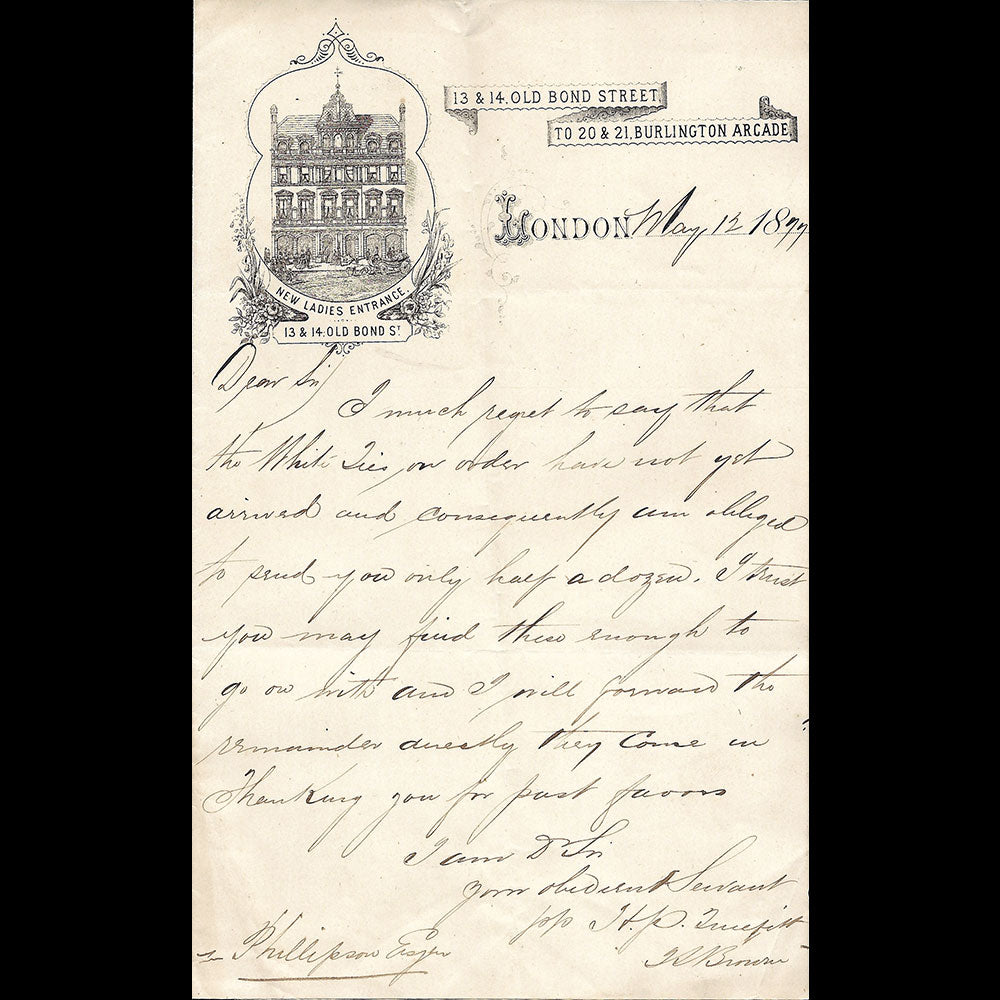 13 & 14, OLD BOND STREET
TO 20 & 21, BURLINGTON ARCADE
LONDON May 12 1877
NEW LADIES ENTRANCE.
13 & 14, OLD BOND ST
Dear Sir
I much regret to say that
the White Ties on order have not yet
arrived and consequently am obliged
to send you only half a dozen. I trust
you may find these enough to
go on with and I will forward the
remainder directly they come in
Thanking you for past favors
I am Dr Sir
your obedient Servant
pp H. P. Truefitt
Brown
Phillipson Esqre